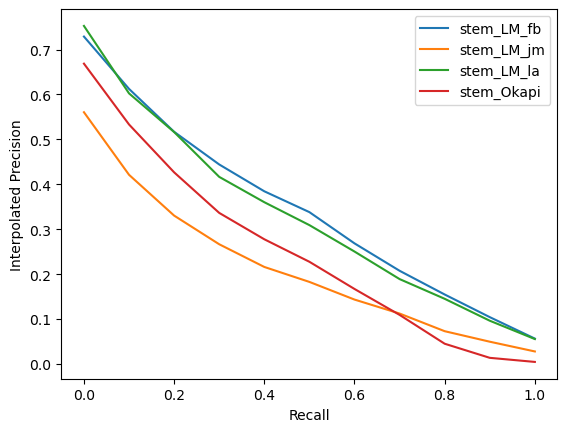 stem_LM_fb
stem_LM_jm
stem_LM_la
stem_Okapi
Interpolated Precision
0.7
0.6
0.5
0.4
0.3
0.2
0.1
0.0
0.0 0.2 0.4 0.6 0.8 1.0
Recall